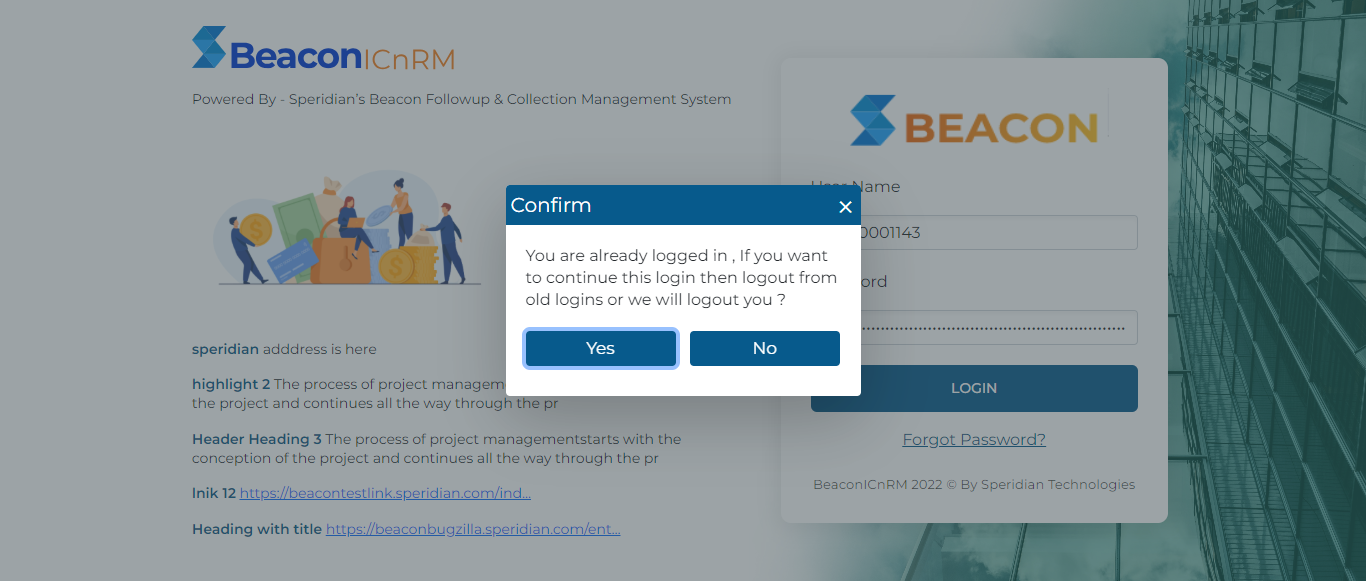 BeaconICnRM
Powered By - Speridian's Beacon Followup & Collection Management System
speridian adddress is here
highlight 2 The process of project managem
the project and continues all the way through the pr
Header Heading 3 The process of project managementstarts with the
conception of the project and continues all the way through the pr
lnik 12 https://beacontestlink.speridian.com/ind...
Heading with title https://beaconbugzilla.speridian.com/ent...
Confirm
×
You are already logged in , If you want
to continue this login then logout from
old logins or we will logout you ?
Yes No
BEACON
User Name
0001143
ord
LOGIN
Forgot Password?
BeaconICnRM 2022 © By Speridian Technologies